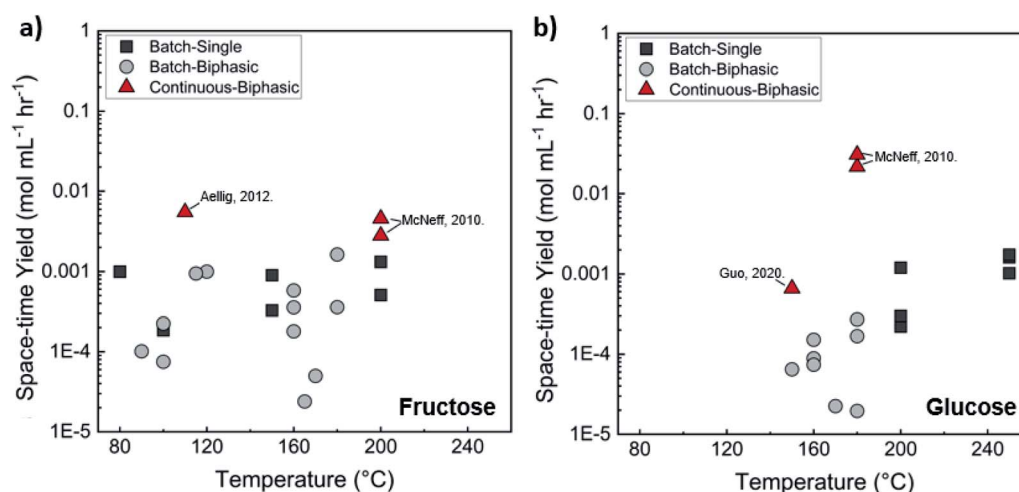 a)
Batch-Single
Batch-Biphasic
Continuous-Biphasic
Aellig, 2012.
McNeff, 2010.
Fructose
1
0.1
0.01
0.001
1E-4
1E-5
Space-time Yield (mol mL⁻¹ hr⁻¹)
80 120 160 200 240
Temperature (°C)
b)
Batch-Single
Batch-Biphasic
Continuous-Biphasic
McNeff, 2010.
Guo, 2020.
Glucose
1
0.1
0.01
0.001
1E-4
1E-5
Space-time Yield (mol mL⁻¹ hr⁻¹)
80 120 160 200 240
Temperature (°C)